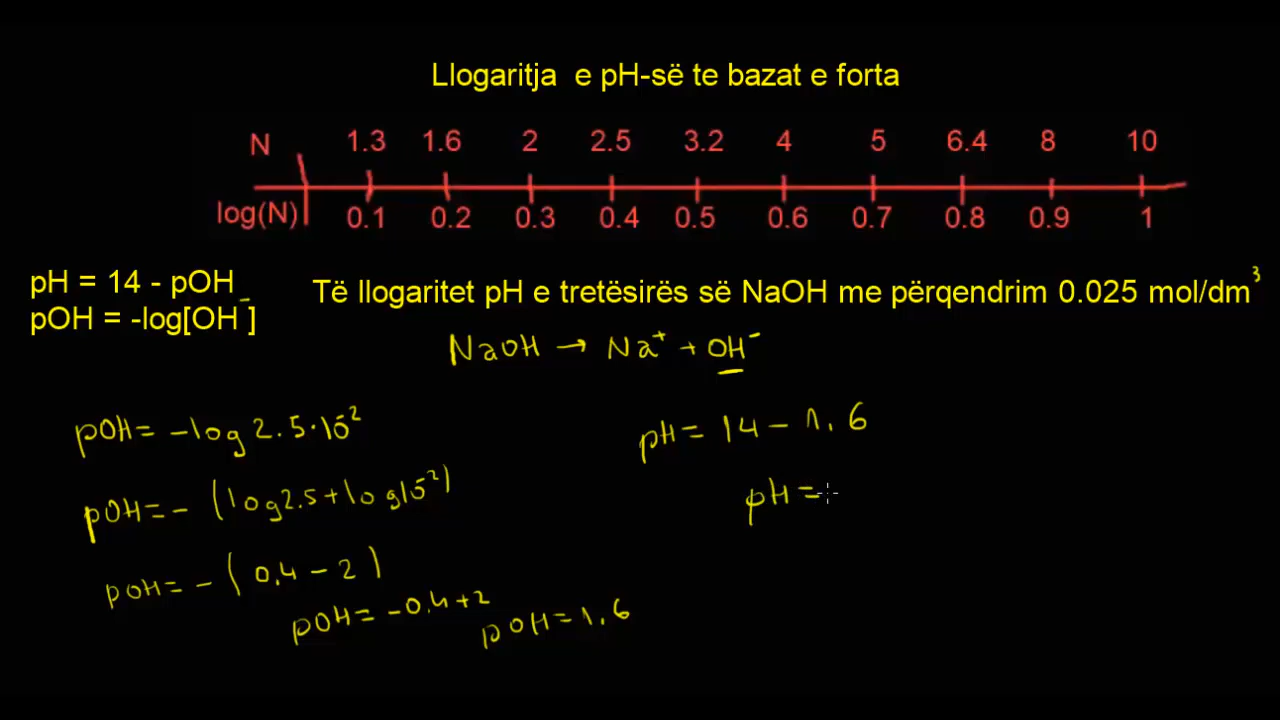 Llogaritja e pH-së te bazat e forta
N 1.3 1.6 2 2.5 3.2 4 5 6.4 8 10
log(N) 0.1 0.2 0.3 0.4 0.5 0.6 0.7 0.8 0.9 1
pH = 14 - pOH
pOH = -log[OH⁻]
Të llogaritet pH e tretësirës së NaOH me përqendrim 0.025 mol/dm³
NaOH → Na⁺ + OH⁻
pOH = -log 2.5·10⁻²
pOH = - (log2.5 + log10⁻²)
pOH = - (0.4 - 2)
pOH = -0.4 + 2
pOH = 1.6
pH = 14 - 1.6
pH =